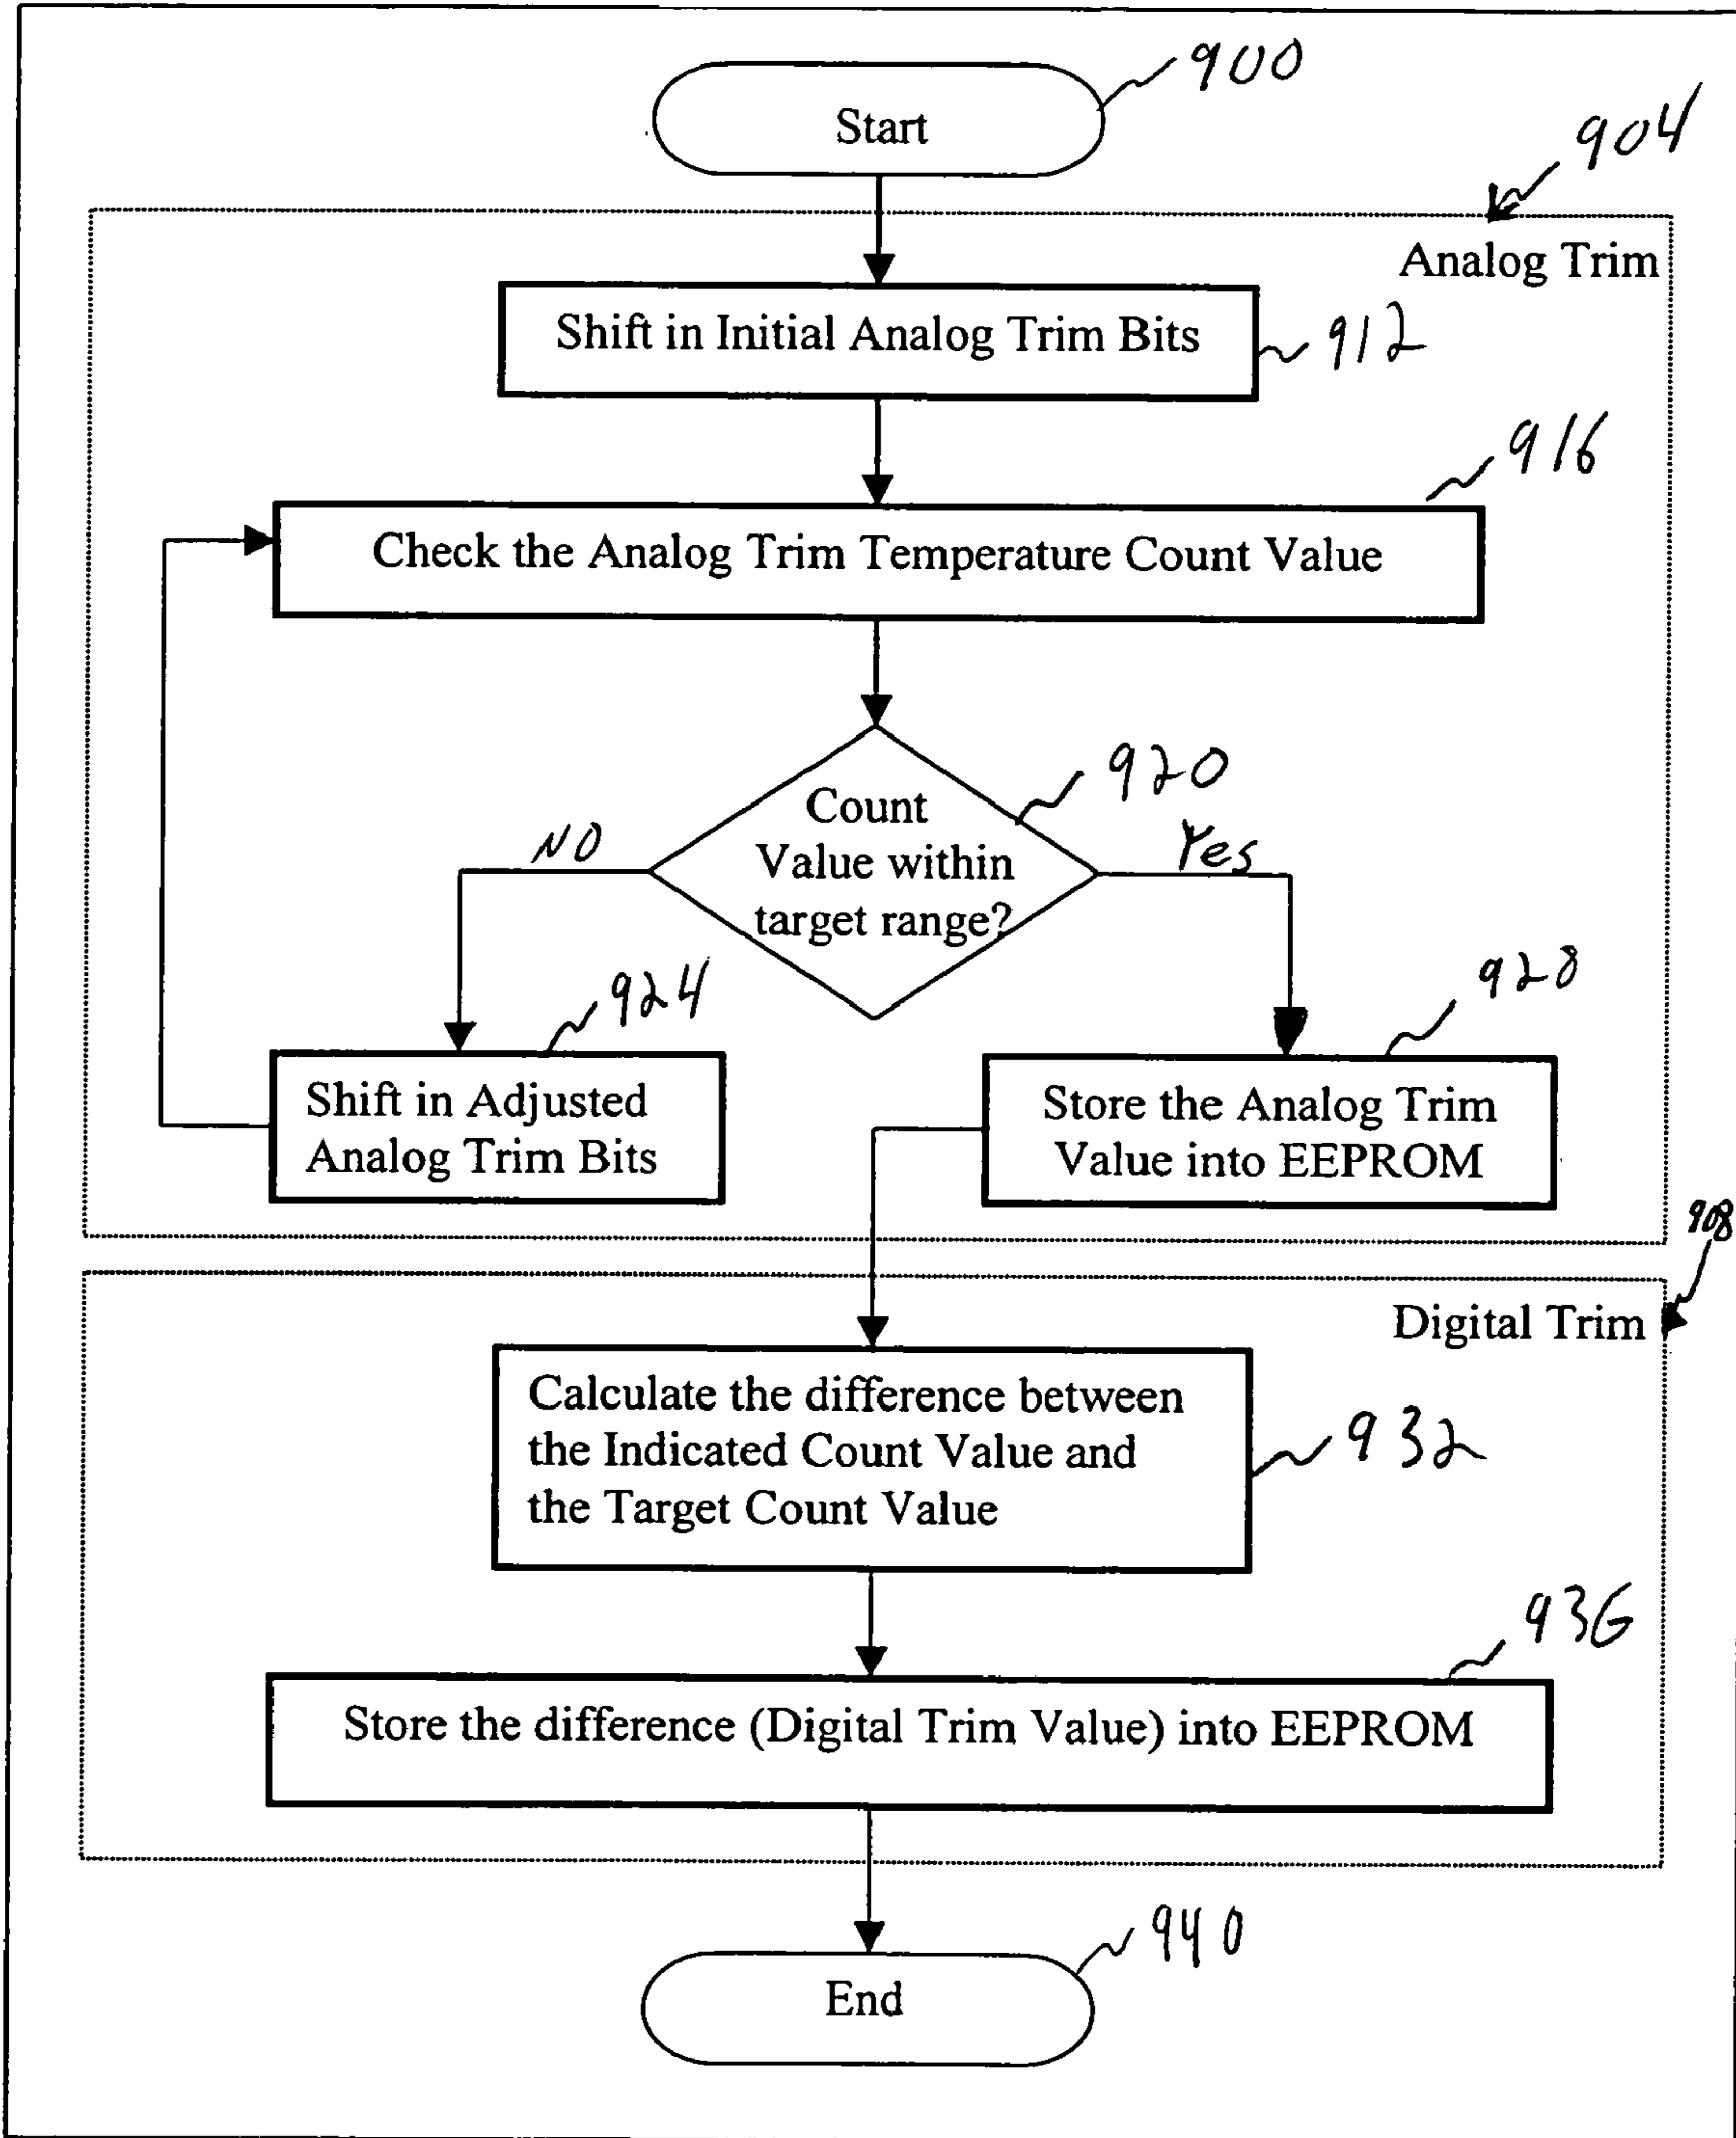 900
Start
904
Analog Trim
Shift in Initial Analog Trim Bits
912
916
Check the Analog Trim Temperature Count Value
920
Count
Value within
target range?
NO
Yes
924
928
Shift in Adjusted
Analog Trim Bits
Store the Analog Trim
Value into EEPROM
908
Digital Trim
Calculate the difference between
the Indicated Count Value and
the Target Count Value
932
936
Store the difference (Digital Trim Value) into EEPROM
940
End